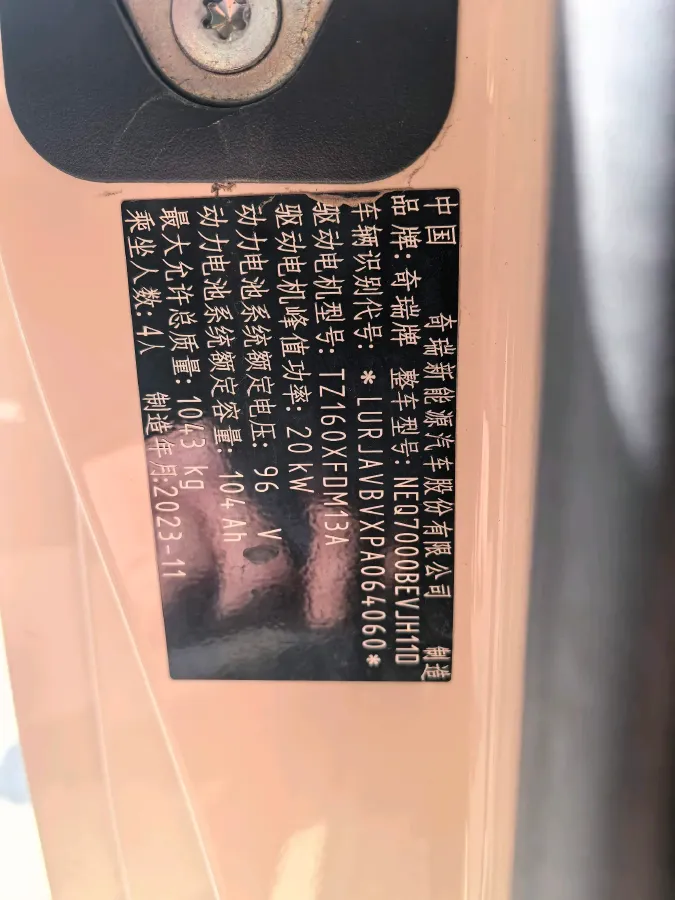 中国 奇瑞新能源汽车股份有限公司 制造
品牌: 奇瑞牌 整车型号: NEQ7000BEVJH11D
车辆识别代号: *LURJAVBVXPA064060*
驱动电机型号: TZ160XFDM13A
驱动电机峰值功率: 20kW
动力电池系统额定电压: 96 V
动力电池系统额定容量: 104Ah
最大允许总质量: 1043 kg
乘坐人数: 4人 制造年月:2023-11